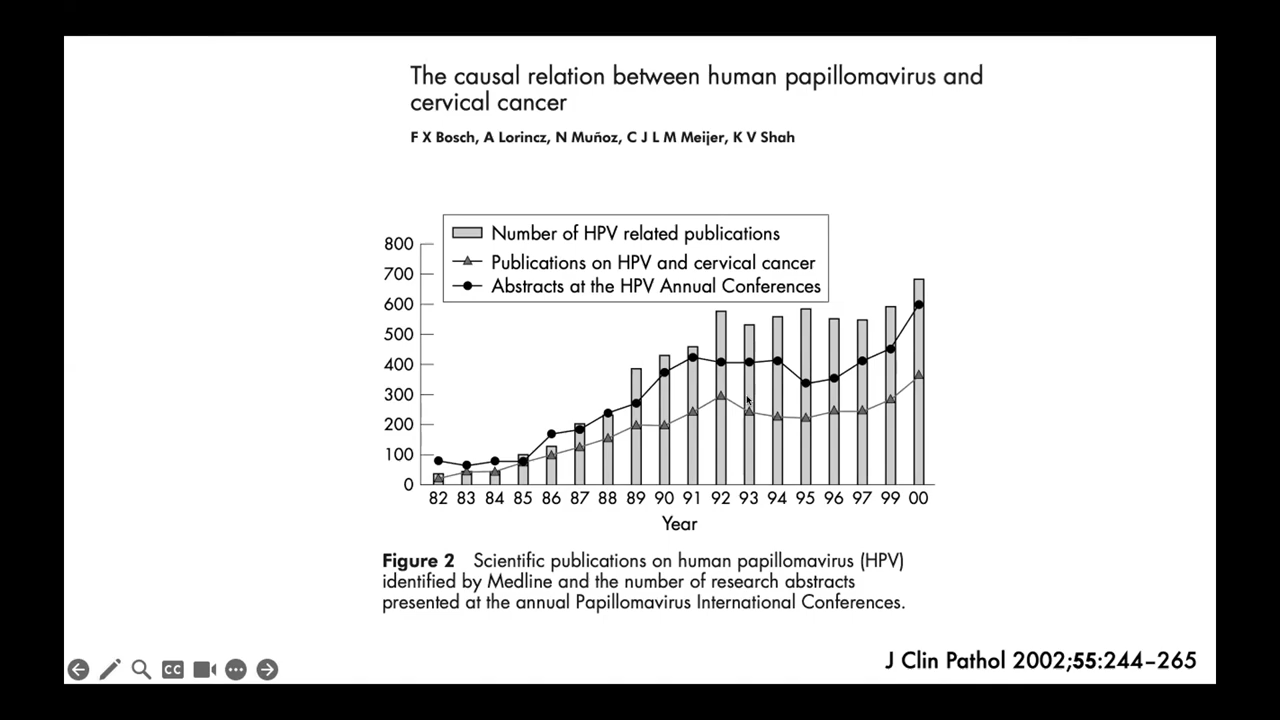 The causal relation between human papillomavirus and
cervical cancer
F X Bosch, A Lorincz, N Muñoz, C J L M Meijer, K V Shah
Number of HPV related publications
Publications on HPV and cervical cancer
Abstracts at the HPV Annual Conferences
800
700
600
500
400
300
200
100
0
82 83 84 85 86 87 88 89 90 91 92 93 94 95 96 97 99 00
Year
Figure 2 Scientific publications on human papillomavirus (HPV)
identified by Medline and the number of research abstracts
presented at the annual Papillomavirus International Conferences.
CC
J Clin Pathol 2002;55:244–265